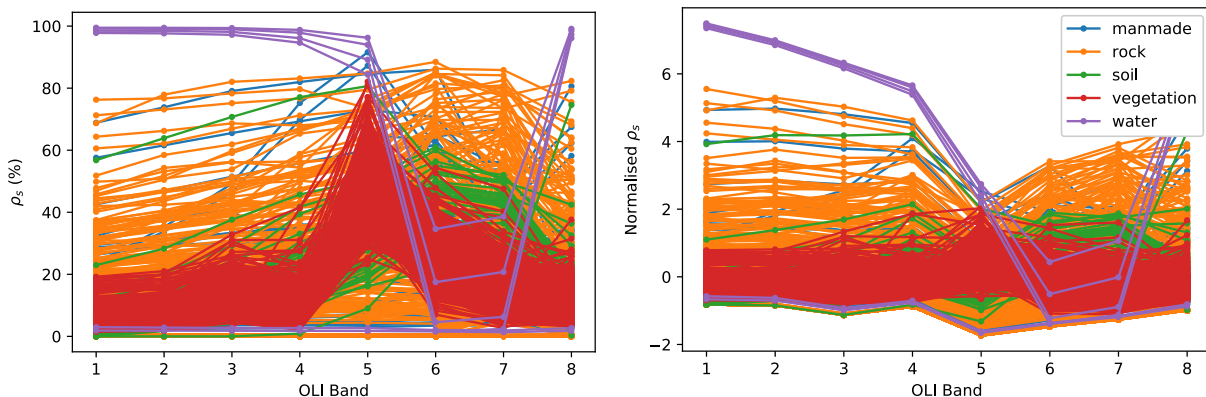 100
80
60
40
20
0
ρs (%)
1 2 3 4 5 6 7 8
OLI Band
6
4
2
0
−2
Normalised ρs
1 2 3 4 5 6 7 8
OLI Band
manmade
rock
soil
vegetation
water